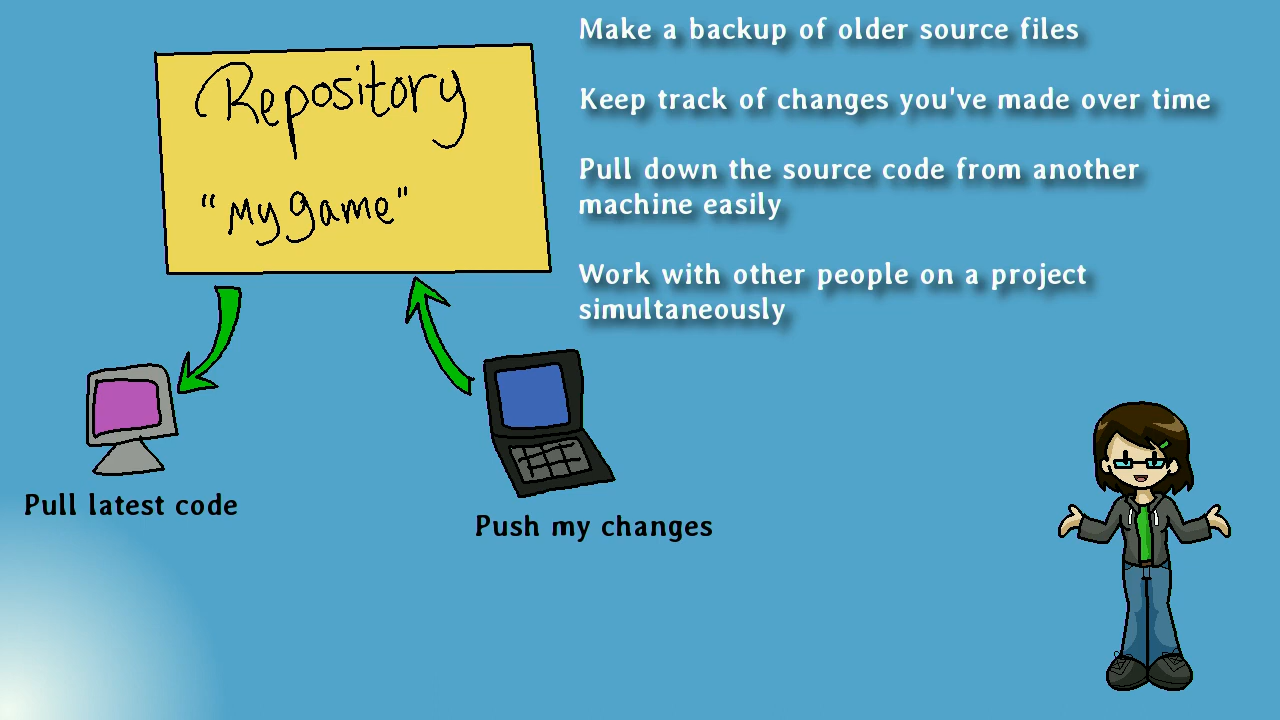 Repository
"My game"
Make a backup of older source files
Keep track of changes you've made over time
Pull down the source code from another
machine easily
Work with other people on a project
simultaneously
Pull latest code
Push my changes